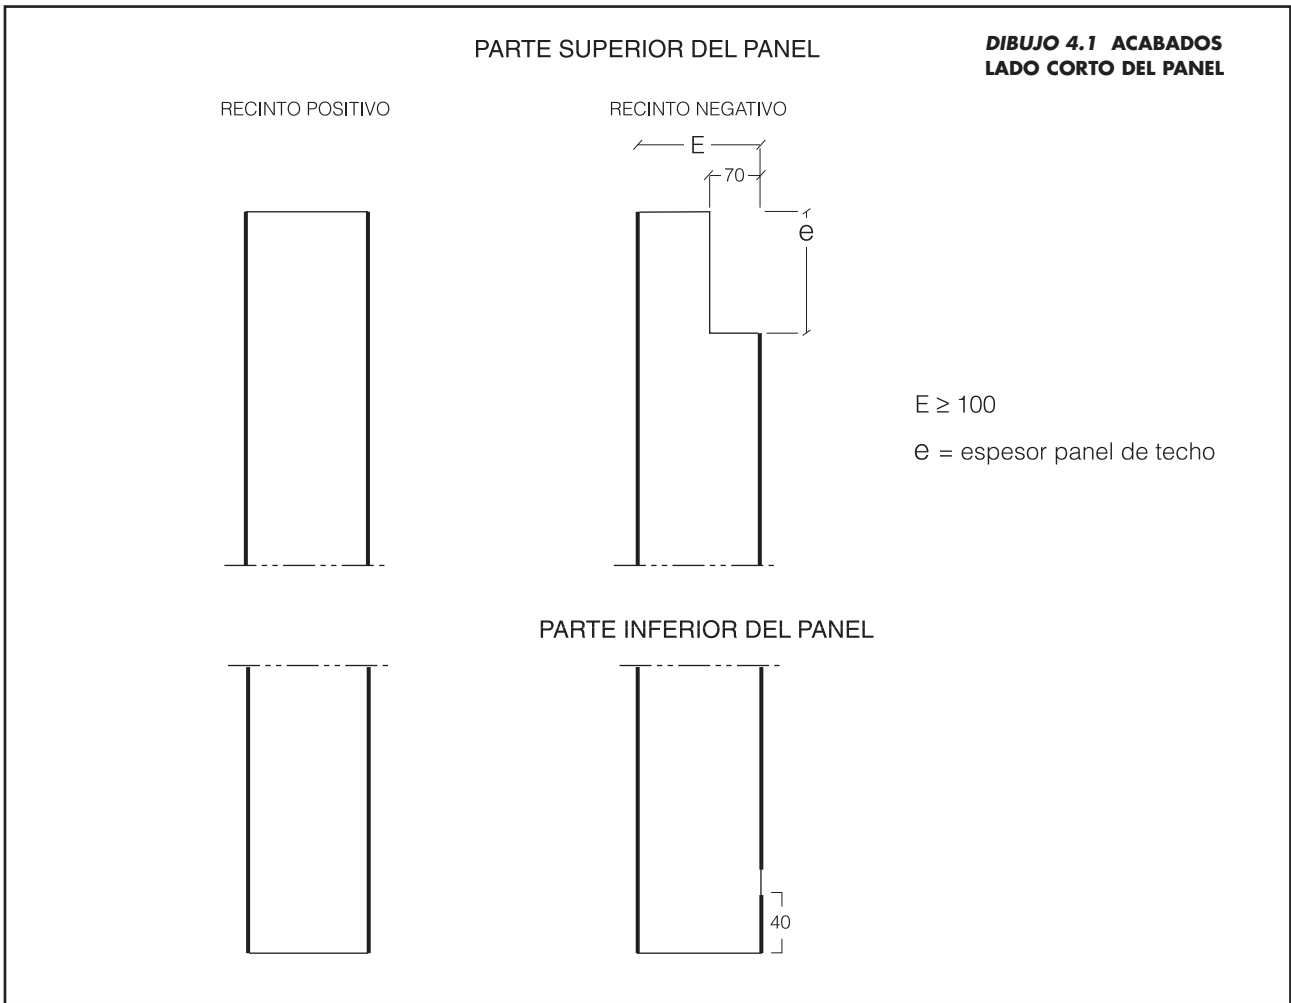 PARTE SUPERIOR DEL PANEL
DIBUJO 4.1 ACABADOS
LADO CORTO DEL PANEL
RECINTO POSITIVO
RECINTO NEGATIVO
E
70
e
E ≥ 100
e = espesor panel de techo
PARTE INFERIOR DEL PANEL
40